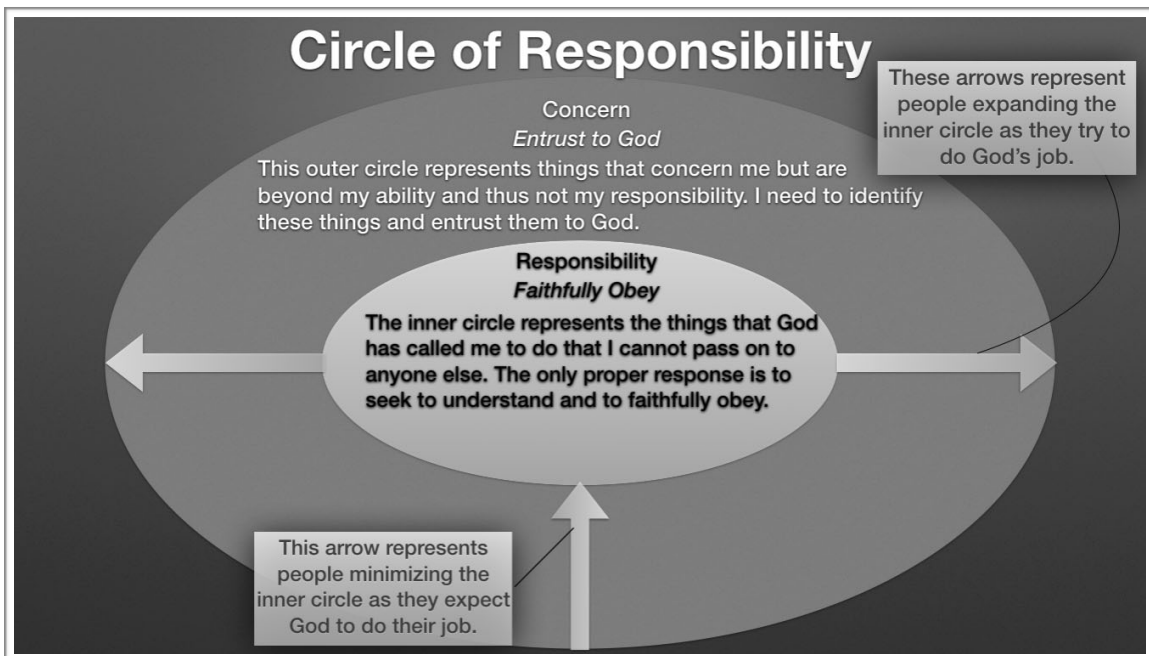 Circle of Responsibility
These arrows represent
people expanding the
inner circle as they try to
do God's job.
Concern
Entrust to God
This outer circle represents things that concern me but are
beyond my ability and thus not my responsibility. I need to identify
these things and entrust them to God.
Responsibility
Faithfully Obey
The inner circle represents the things that God
has called me to do that I cannot pass on to
anyone else. The only proper response is to
seek to understand and to faithfully obey.
This arrow represents
people minimizing the
inner circle as they expect
God to do their job.